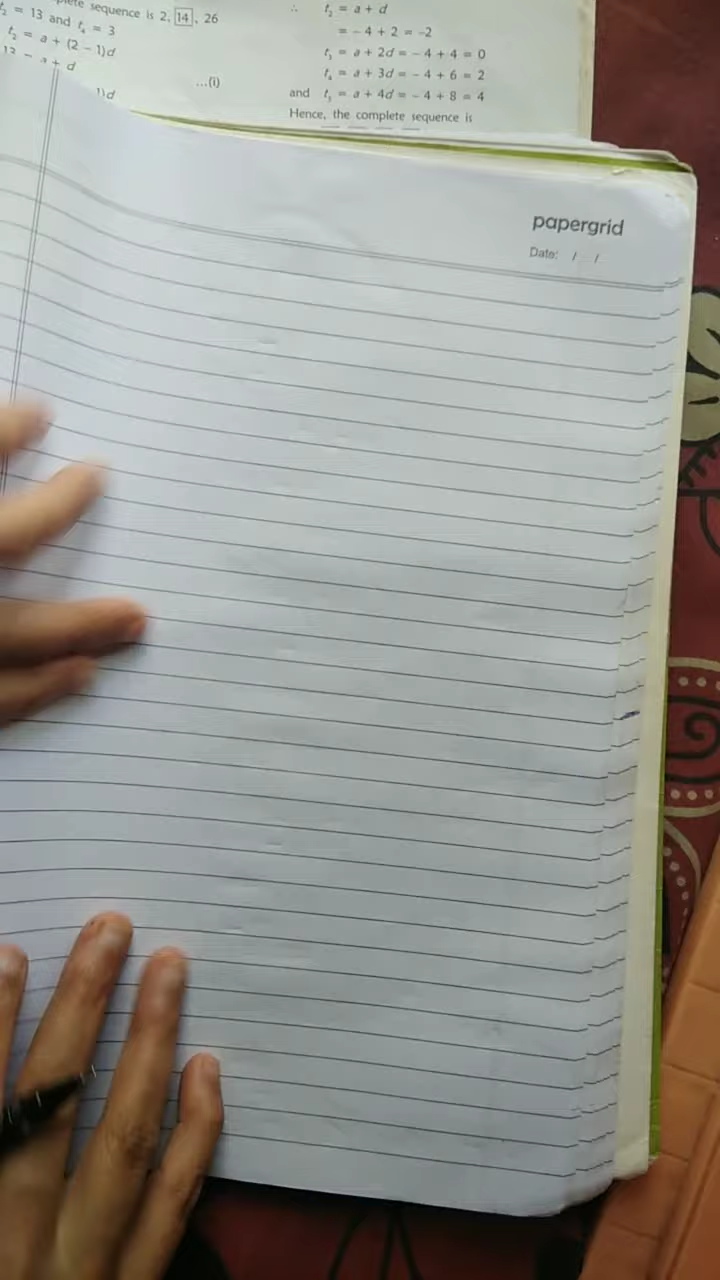 sequence is 2, 14, 26
t₂ = 13 and t₄ = 3
t₂ = a + (2 − 1)d
a + d ...(i)
1)d
∴ t₂ = a + d
= − 4 + 2 = −2
t₃ = a + 2d = − 4 + 4 = 0
t₄ = a + 3d = − 4 + 6 = 2
and t₅ = a + 4d = − 4 + 8 = 4
Hence, the complete sequence is
papergrid
Date: / /